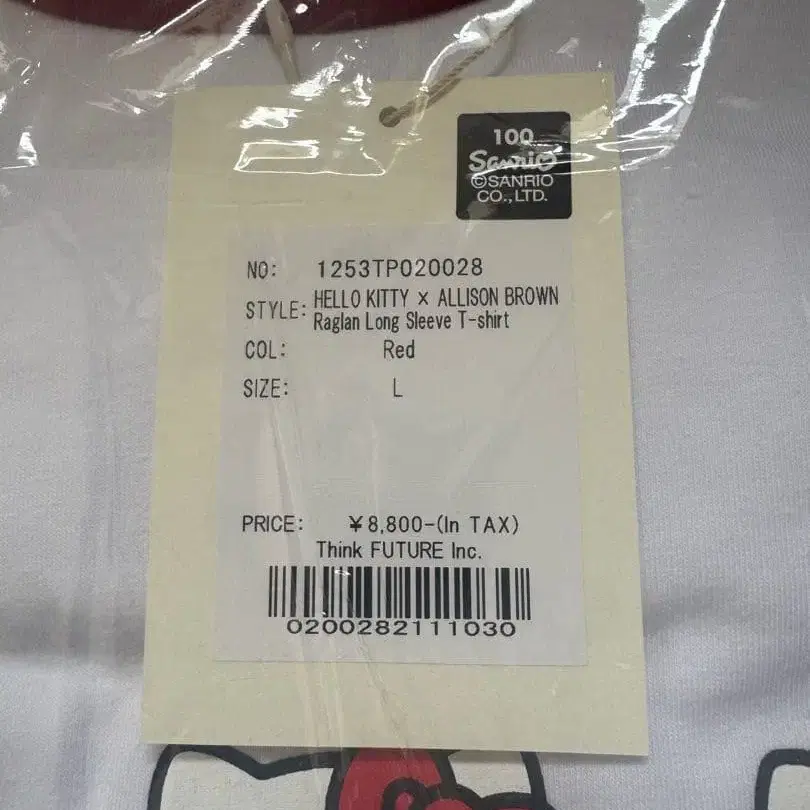 100
Sanrio
©SANRIO
CO.,LTD.
NO: 1253TP020028
STYLE: HELLO KITTY × ALLISON BROWN
Raglan Long Sleeve T-shirt
COL: Red
SIZE: L
PRICE: ¥8,800-(In TAX)
Think FUTURE Inc.
0200282111030